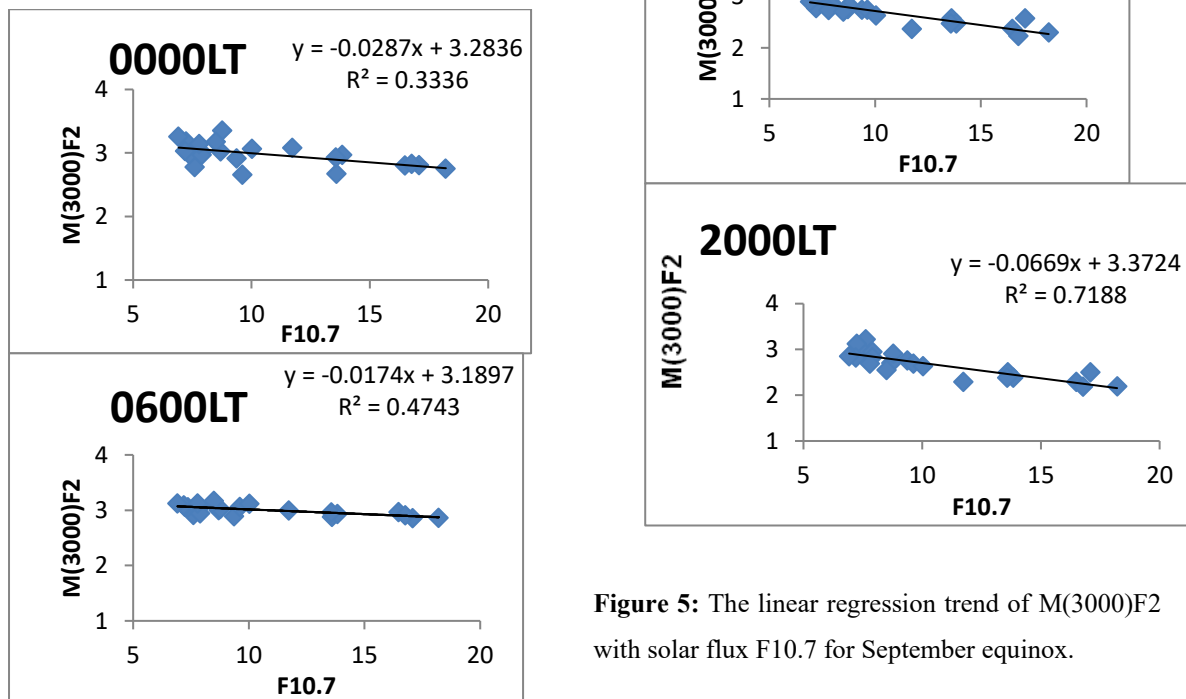 0000LT
y = -0.0287x + 3.2836
R² = 0.3336
4
3
2
1
M(3000)F2
5 10 15 20
F10.7
0600LT
y = -0.0174x + 3.1897
R² = 0.4743
4
3
2
1
M(3000)F2
5 10 15 20
F10.7
2
1
5 10 15 20
F10.7
2000LT
y = -0.0669x + 3.3724
R² = 0.7188
4
3
2
1
M(3000)F2
5 10 15 20
F10.7
Figure 5: The linear regression trend of M(3000)F2
with solar flux F10.7 for September equinox.